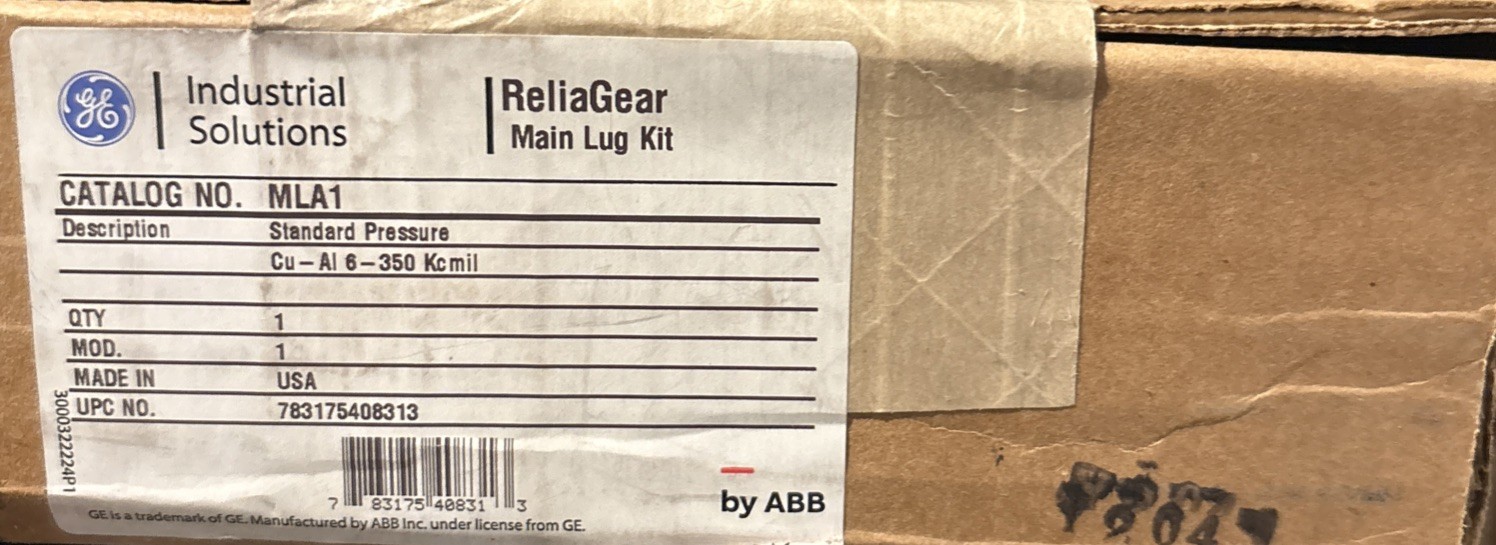 GE
Industrial
Solutions
ReliaGear
Main Lug Kit
CATALOG NO. MLA1
Description Standard Pressure
Cu-Al 6-350 Kcmil
QTY 1
MOD. 1
MADE IN USA
UPC NO. 783175408313
3000322224P1
7 83175 40831 3
by ABB
GE is a trademark of GE. Manufactured by ABB Inc. under license from GE.